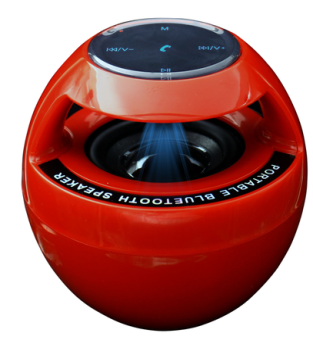 M
V-
V+
PORTABLE BLUETOOTH SPEAKER